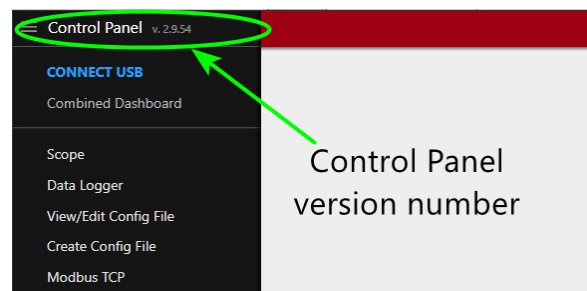 Control Panel v. 2.9.54
CONNECT USB
Combined Dashboard
Scope
Data Logger
View/Edit Config File
Create Config File
Modbus TCP
Control Panel
version number